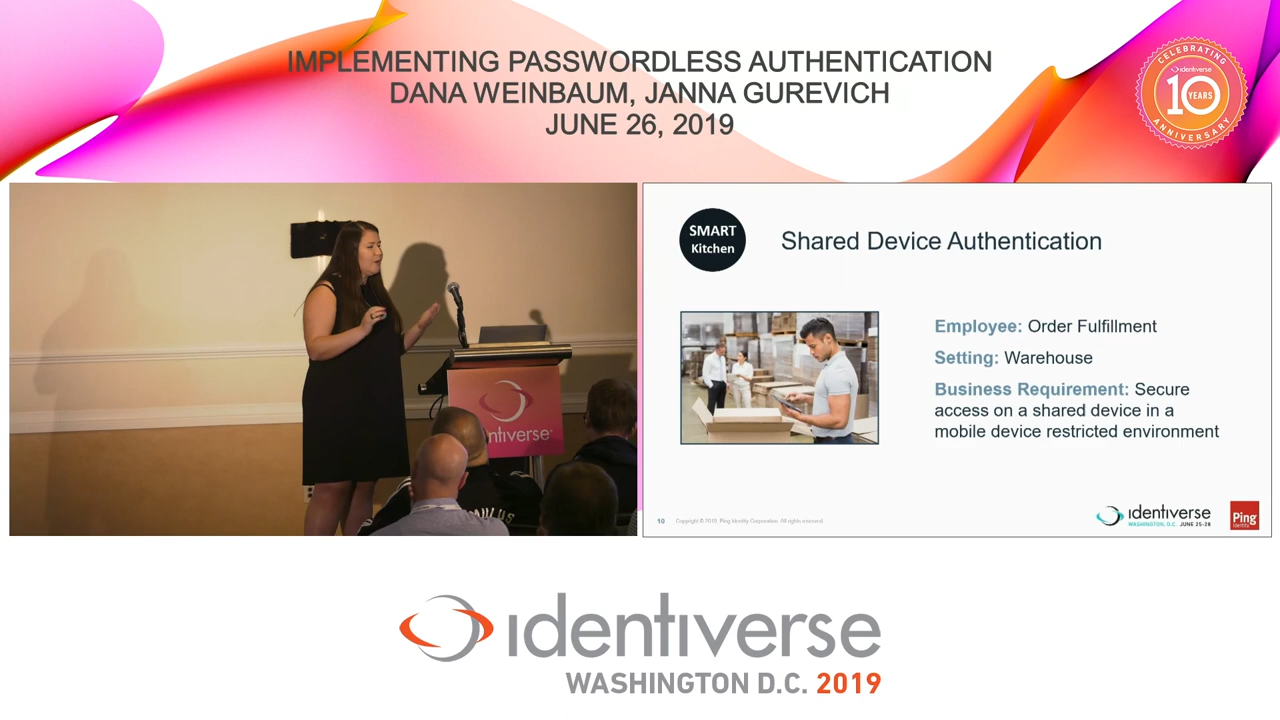 IMPLEMENTING PASSWORDLESS AUTHENTICATION
DANA WEINBAUM, JANNA GUREVICH
JUNE 26, 2019
CELEBRATING
identiverse
10 YEARS
ANNIVERSARY
SMART
Kitchen
Shared Device Authentication
Employee: Order Fulfillment
Setting: Warehouse
Business Requirement: Secure
access on a shared device in a
mobile device restricted environment
10 Copyright © 2019, Ping Identity Corporation. All rights reserved.
identiverse
WASHINGTON, D.C. JUNE 25-28
Ping
Identity
entiverse
identiverse
WASHINGTON D.C. 2019